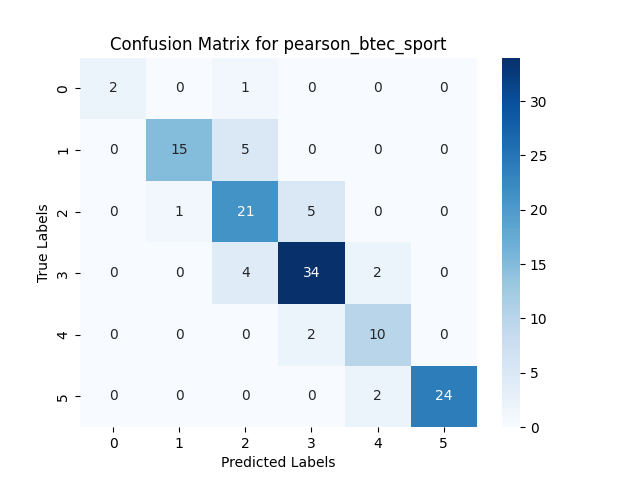 Confusion Matrix for pearson_btec_sport
0 2 0 1 0 0 0
1 0 15 5 0 0 0
2 0 1 21 5 0 0
3 0 0 4 34 2 0
4 0 0 0 2 10 0
5 0 0 0 0 2 24
0 1 2 3 4 5
True Labels
Predicted Labels
30
25
20
15
10
5
0